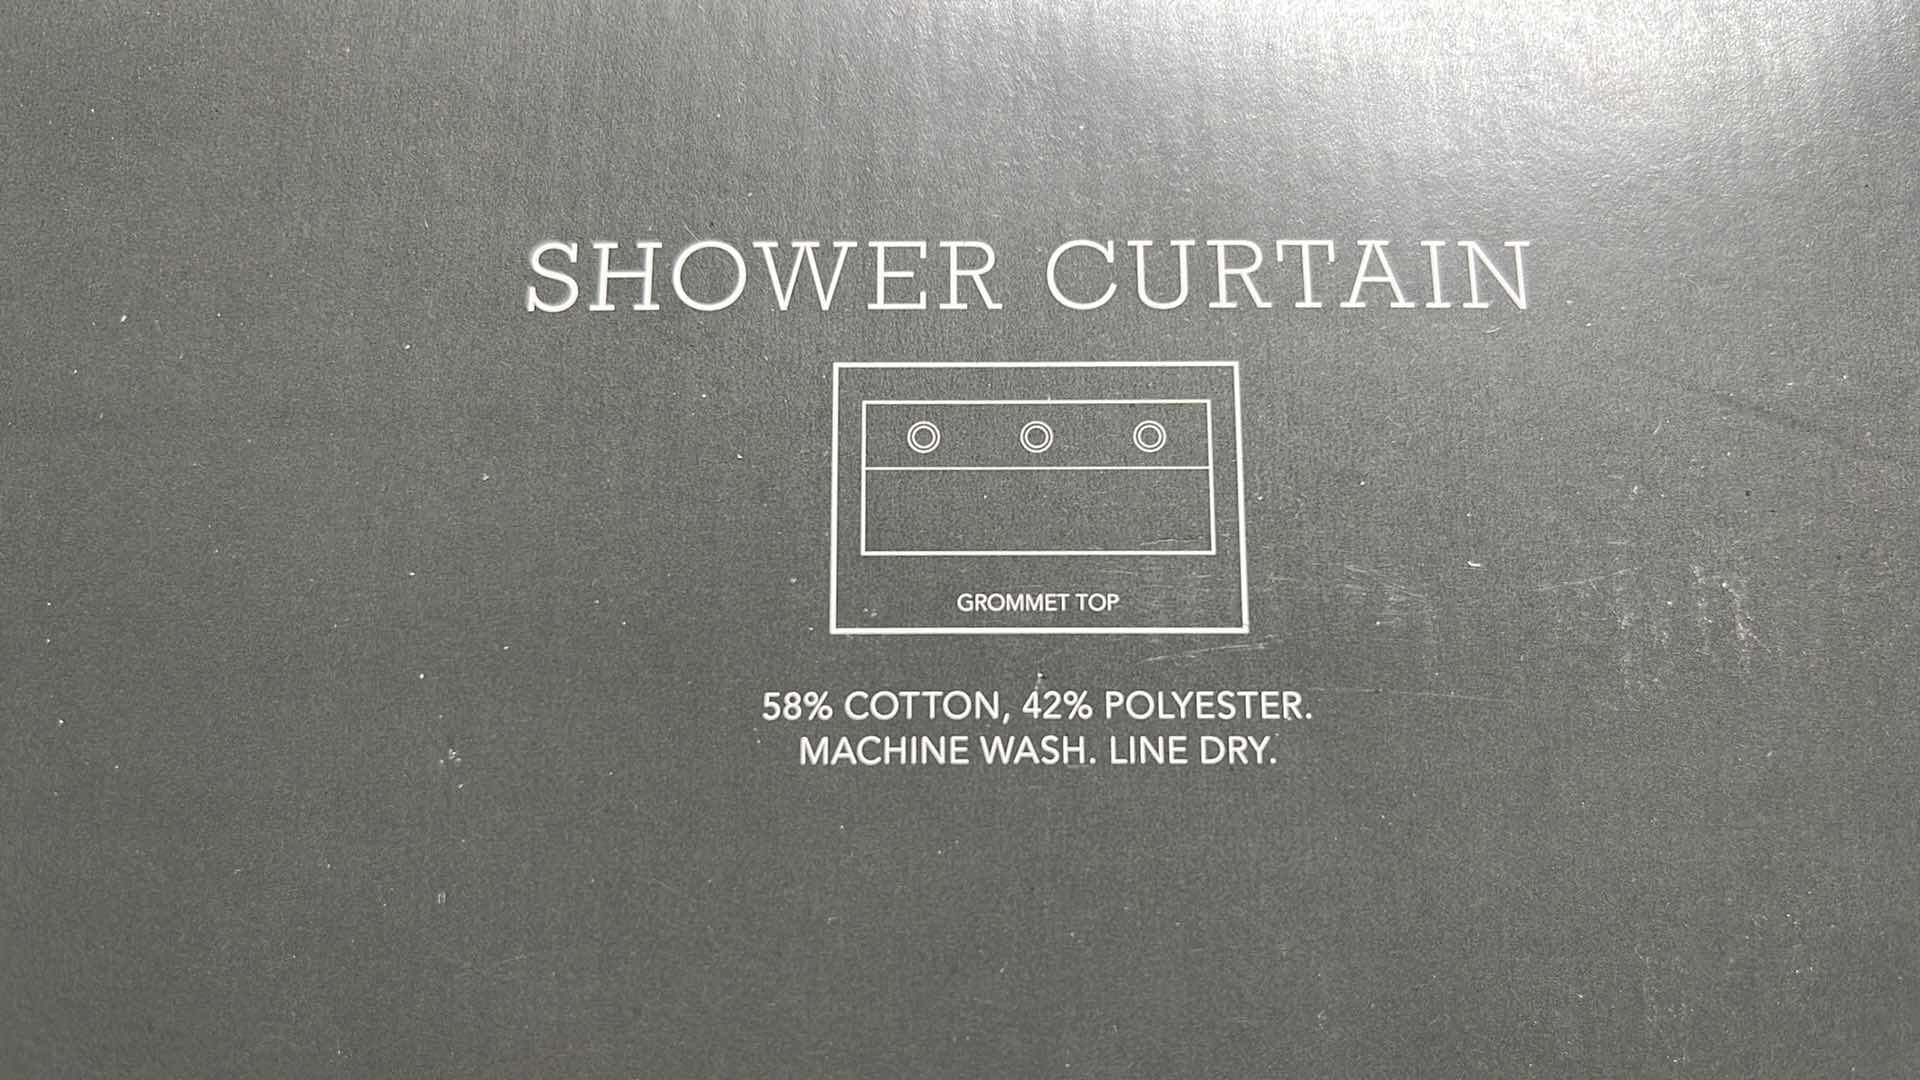 SHOWER CURTAIN
GROMMET TOP
58% COTTON, 42% POLYESTER.
MACHINE WASH. LINE DRY.